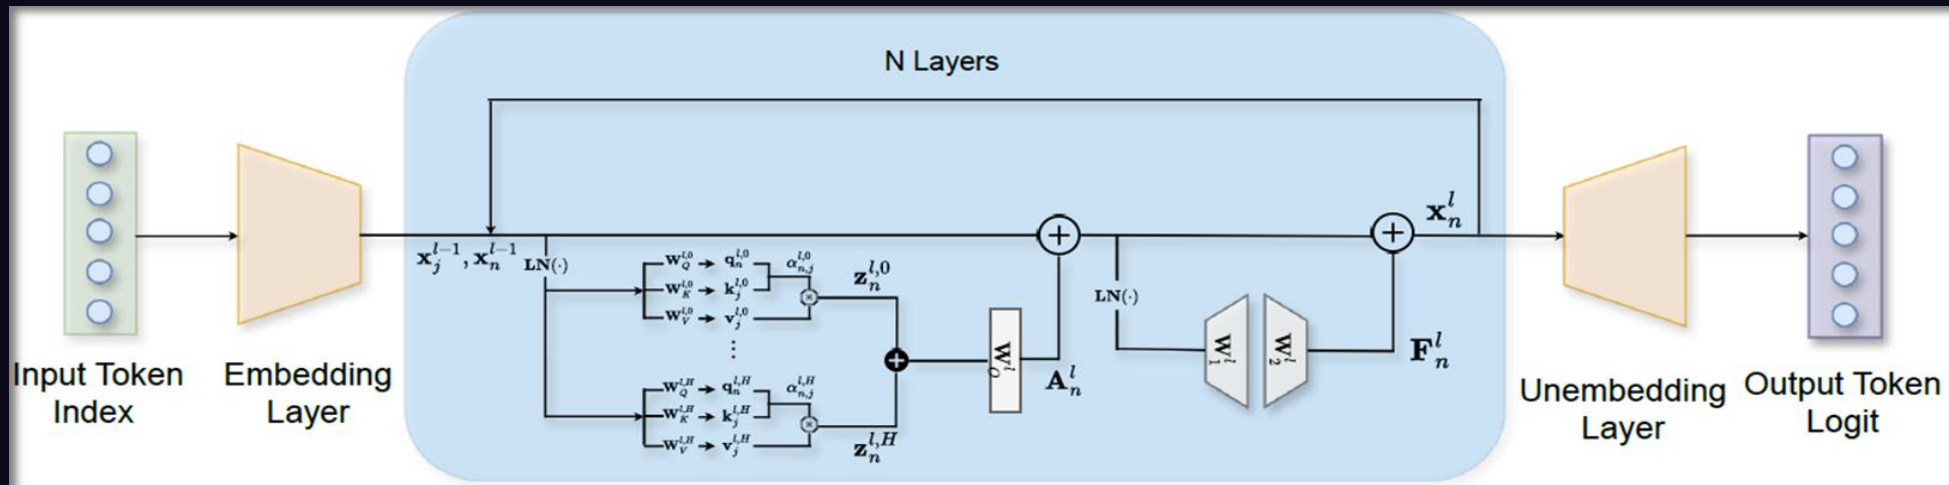 N Layers
Input Token
Index
Embedding
Layer
𝐱_j^{l-1}, 𝐱_n^{l-1}
LN(·)
W_Q^{l,0} → q_n^{l,0}
W_K^{l,0} → k_j^{l,0}
W_V^{l,0} → v_j^{l,0}
α_{n,j}^{l,0}
z_n^{l,0}
⋮
W_Q^{l,H} → q_n^{l,H}
W_K^{l,H} → k_j^{l,H}
W_V^{l,H} → v_j^{l,H}
α_{n,j}^{l,H}
z_n^{l,H}
W_O^l
A_n^l
LN(·)
W_1^l
W_2^l
F_n^l
x_n^l
Unembedding
Layer
Output Token
Logit